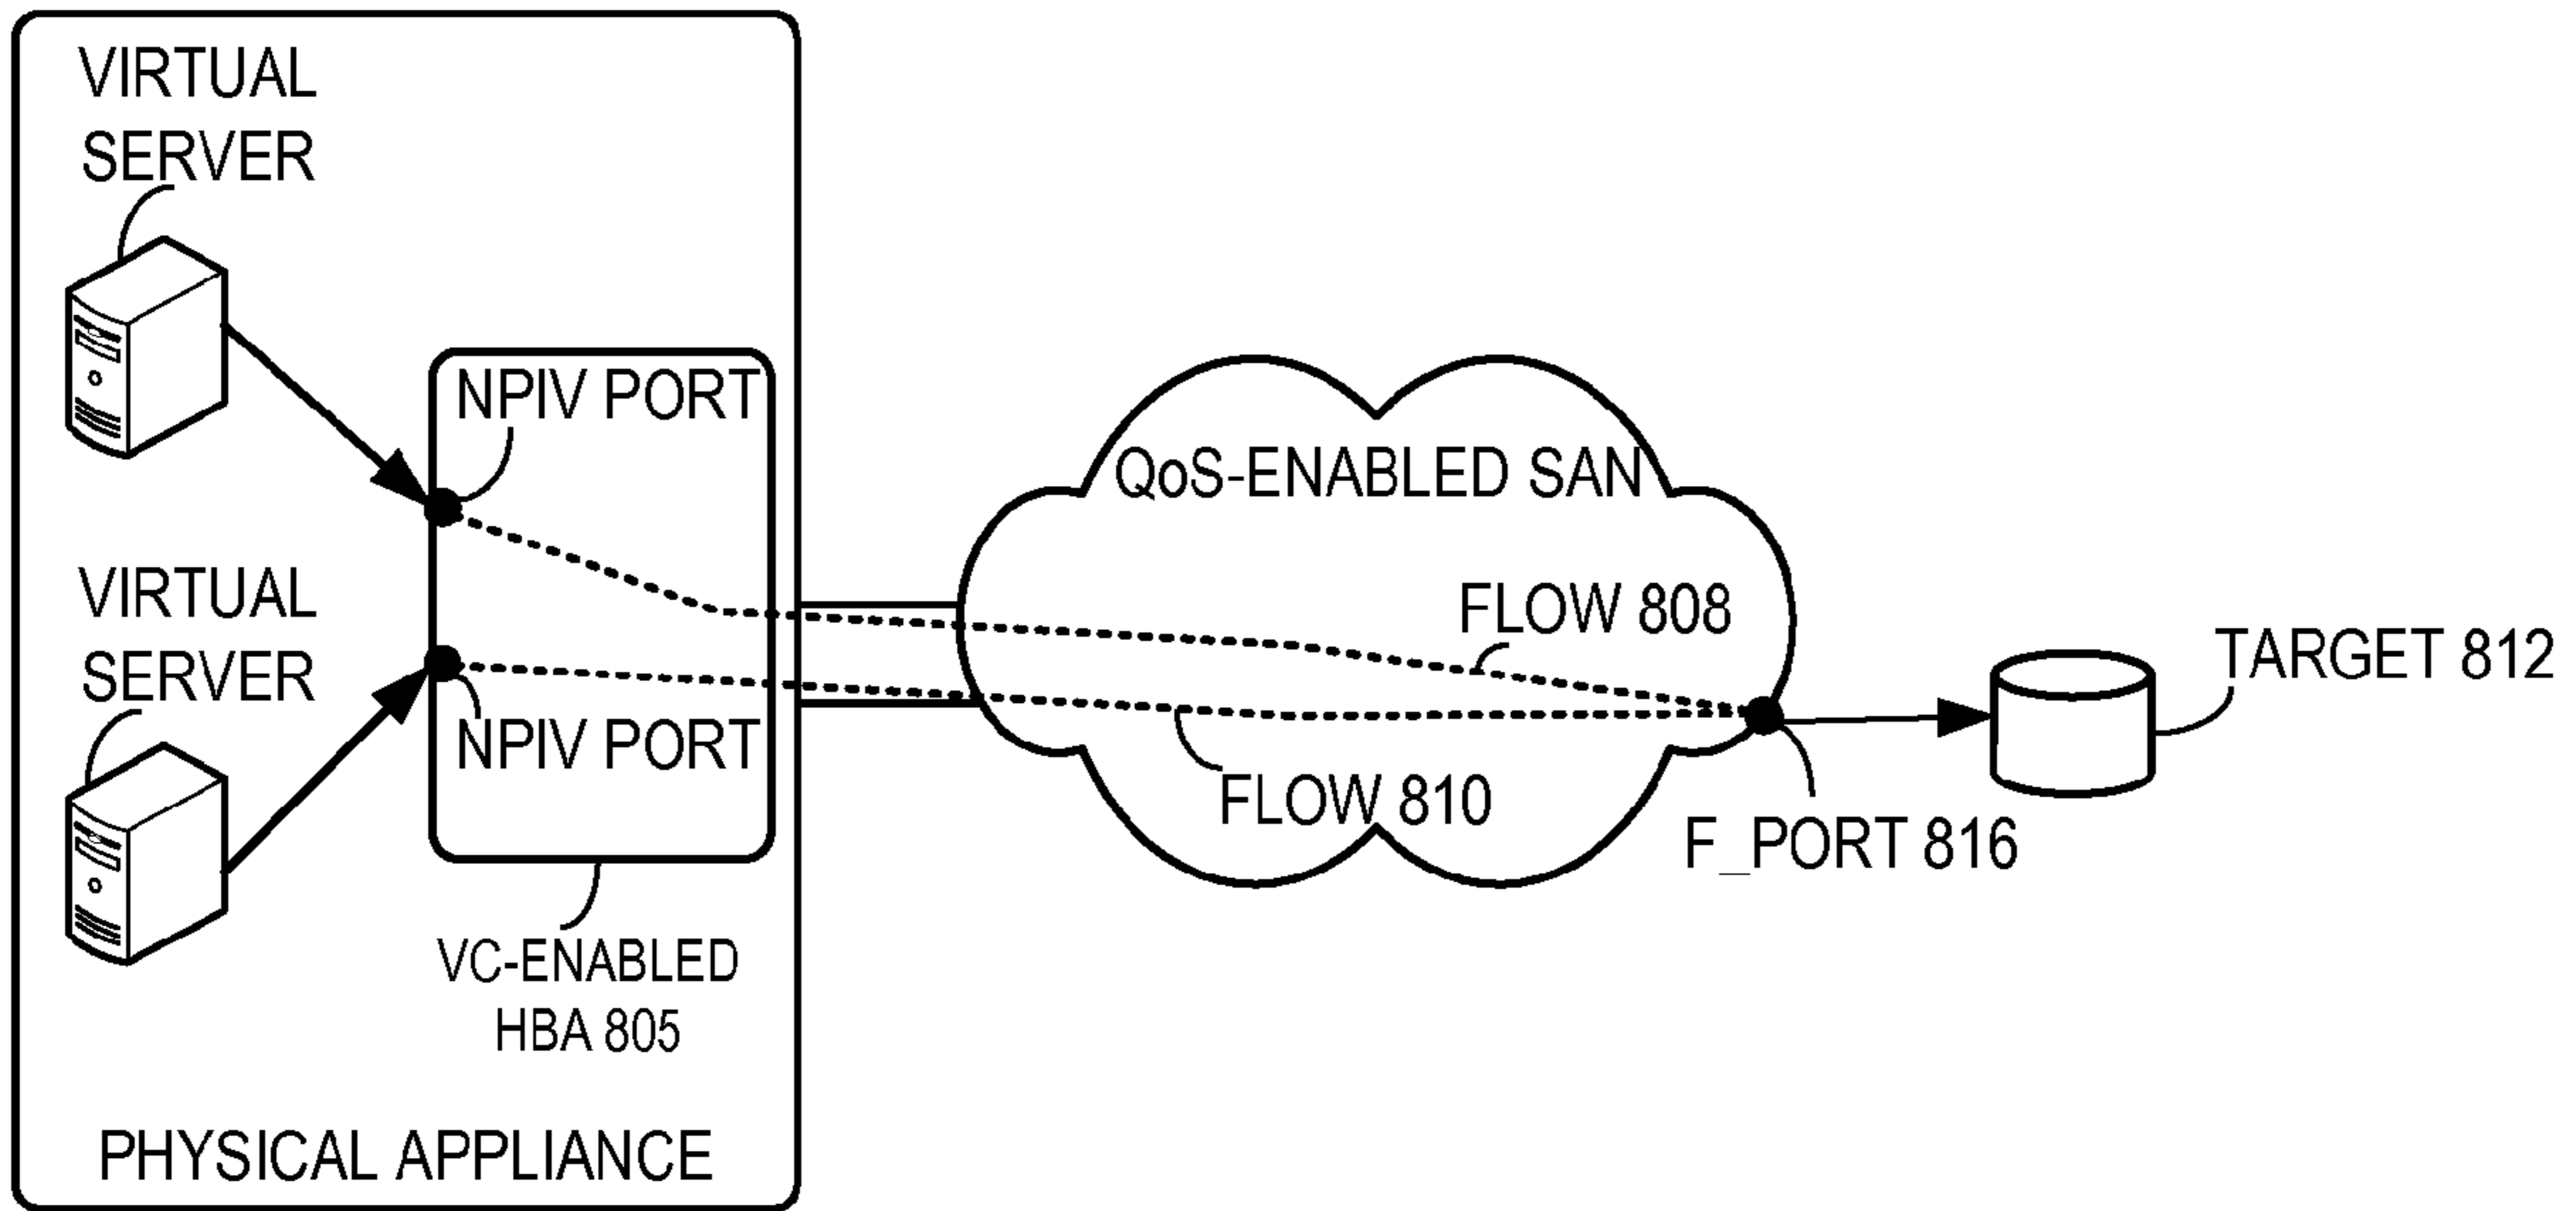 VIRTUAL
SERVER
NPIV PORT
QoS-ENABLED SAN
VIRTUAL
SERVER
FLOW 808
TARGET 812
NPIV PORT
FLOW 810
F_PORT 816
VC-ENABLED
HBA 805
PHYSICAL APPLIANCE